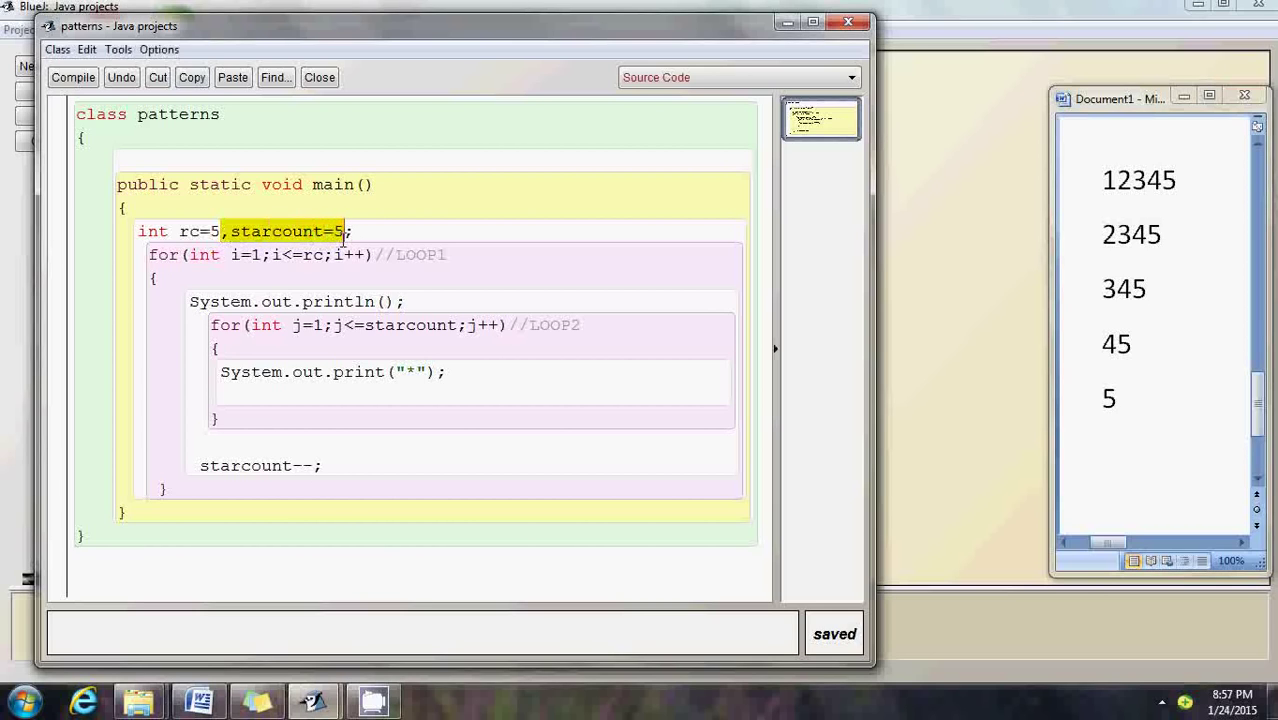 BlueJ: Java projects
patterns - Java projects
Class Edit Tools Options
Compile Undo Cut Copy Paste Find... Close Source Code
class patterns
{
public static void main()
{
int rc=5,starcount=5;
for(int i=1;i<=rc;i++)//LOOP1
{
System.out.println();
for(int j=1;j<=starcount;j++)//LOOP2
{
System.out.print("*");
}
starcount--;
}
}
}
saved
Document1 - Mi...
12345
2345
345
45
5
100%
8:57 PM
1/24/2015